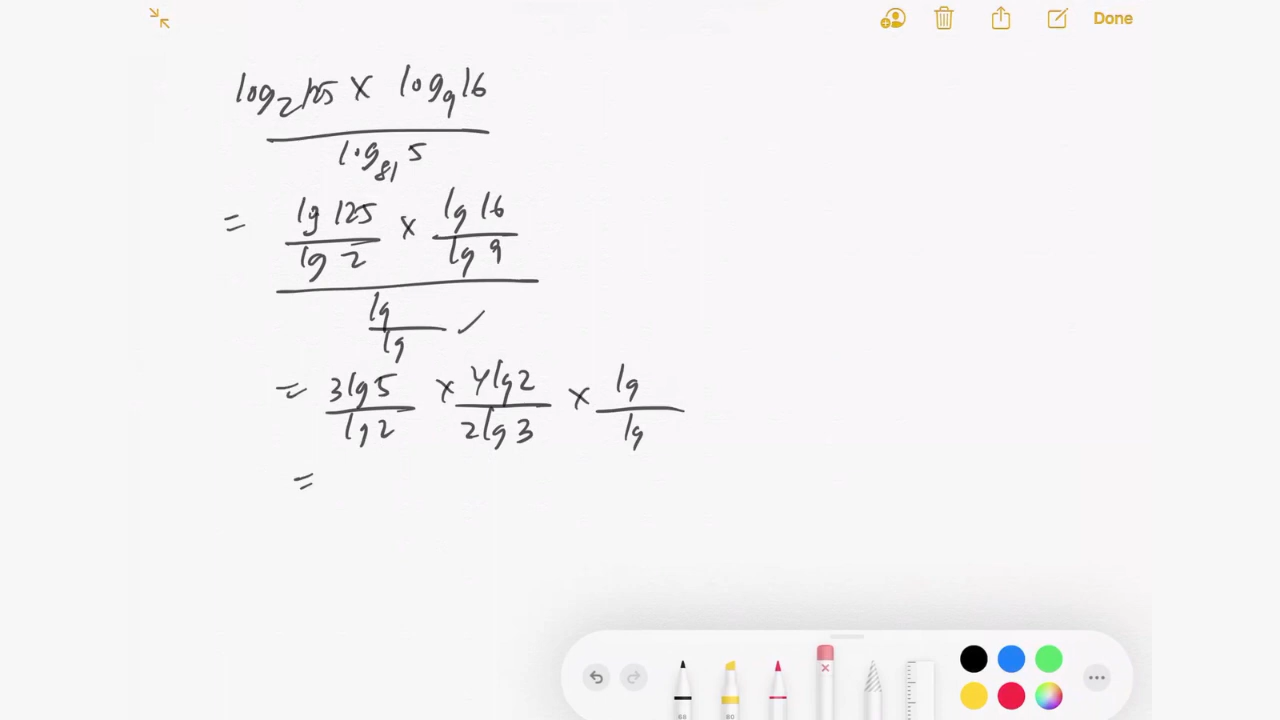 Done
log₂125 × log₉16
log₈₁5
= lg 125 × lg 16
lg 2 lg 9
lg
lg ✓
= 3lg5 × 4lg2 × lg
lg2 2lg3 lg
=